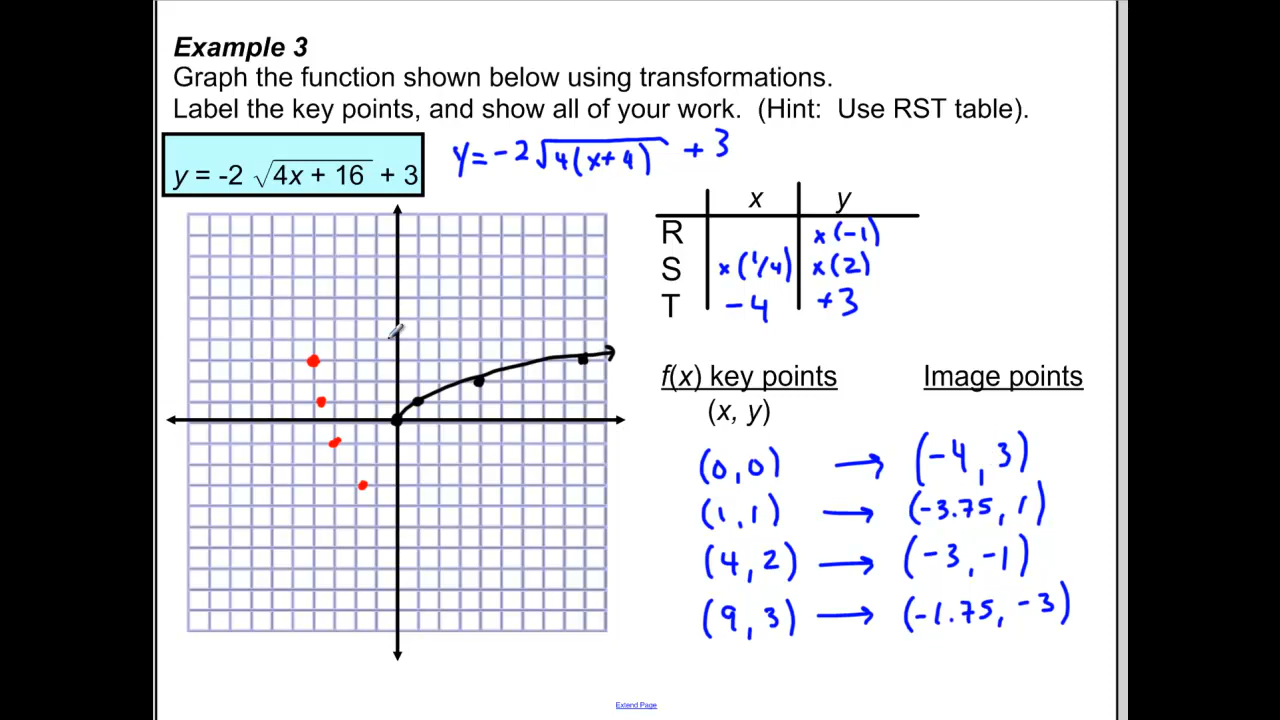 Example 3
Graph the function shown below using transformations.
Label the key points, and show all of your work.  (Hint:  Use RST table).
y = -2 √4x + 16 + 3
y = -2√4(x+4) + 3
x y
R x(-1)
S x(1/4) x(2)
T -4 +3
f(x) key points Image points
(x, y)
(0,0) → (-4, 3)
(1,1) → (-3.75, 1)
(4,2) → (-3, -1)
(9,3) → (-1.75, -3)
Extend Page